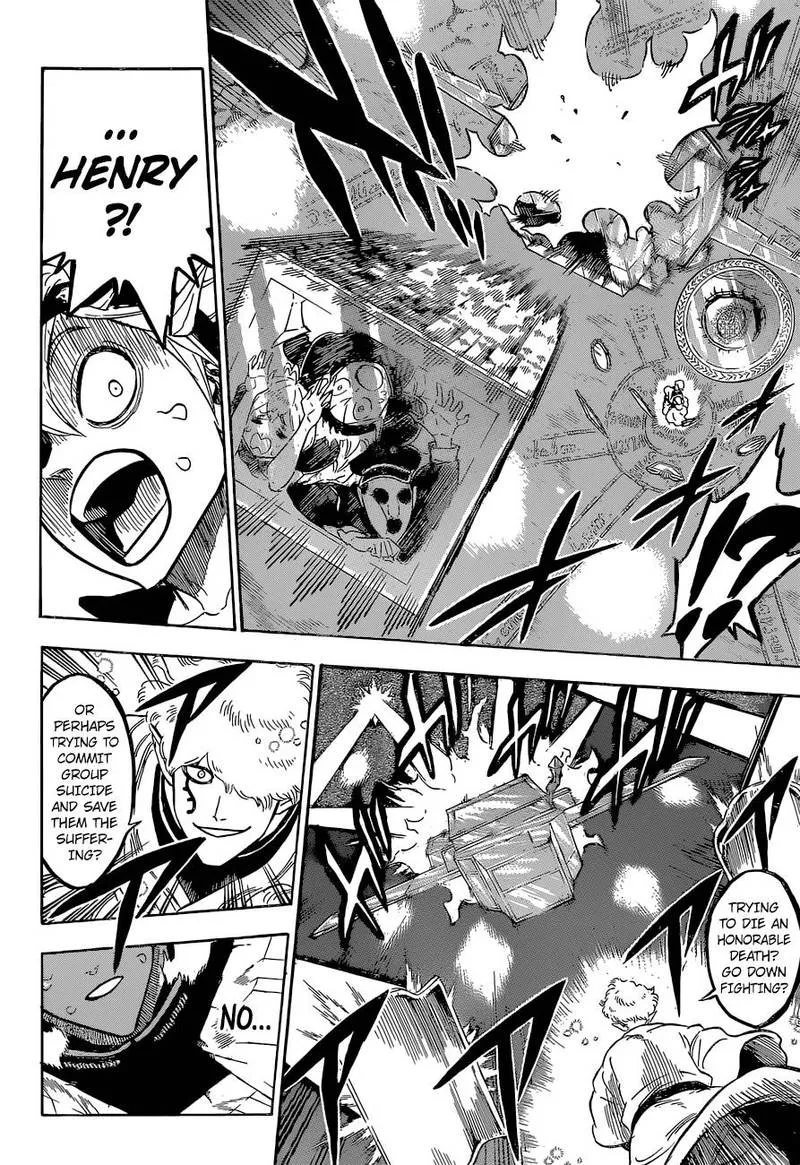 ...
HENRY
?!
TRYING
TO DIE AN
HONORABLE
DEATH?
GO DOWN
FIGHTING?
OR
PERHAPS
TRYING TO
COMMIT
GROUP
SUICIDE
AND SAVE
THEM THE
SUFFER-
ING?
NO...